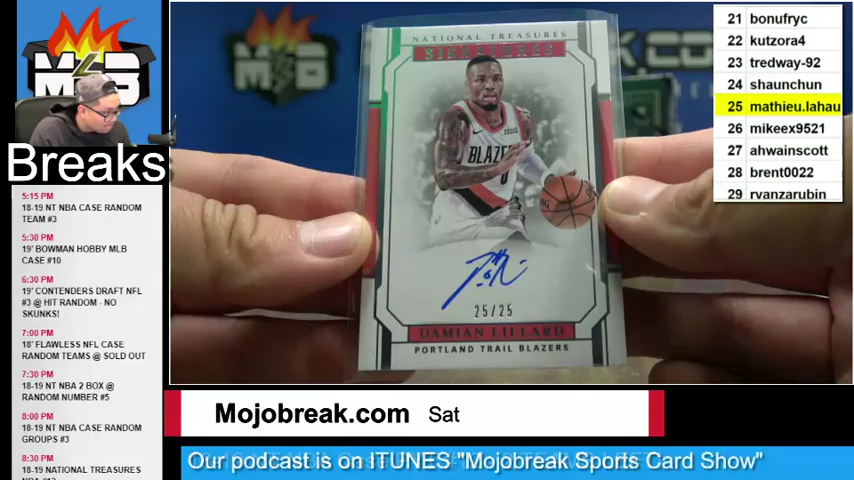 M B
Breaks
5:15 PM
18-19 NT NBA CASE RANDOM
TEAM #3
5:30 PM
19' BOWMAN HOBBY MLB
CASE #10
6:30 PM
19' CONTENDERS DRAFT NFL
#3 @ HIT RANDOM - NO
SKUNKS!
7:00 PM
18' FLAWLESS NFL CASE
RANDOM TEAMS @ SOLD OUT
7:30 PM
18-19 NT NBA 2 BOX @
RANDOM NUMBER #5
8:00 PM
18-19 NT NBA CASE RANDOM
GROUPS #3
8:30 PM
18-19 NATIONAL TREASURES
M B
NATIONAL TREASURES
SIGNATURES
BLAZE
25/25
DAMIAN LILLARD
PORTLAND TRAIL BLAZERS
21 bonufryc
22 kutzora4
23 tredway-92
24 shaunchun
25 mathieu.lahau
26 mikeex9521
27 ahwainscott
28 brent0022
29 rvanzarubin
Mojobreak.com Sat
Our podcast is on ITUNES "Mojobreak Sports Card Show"